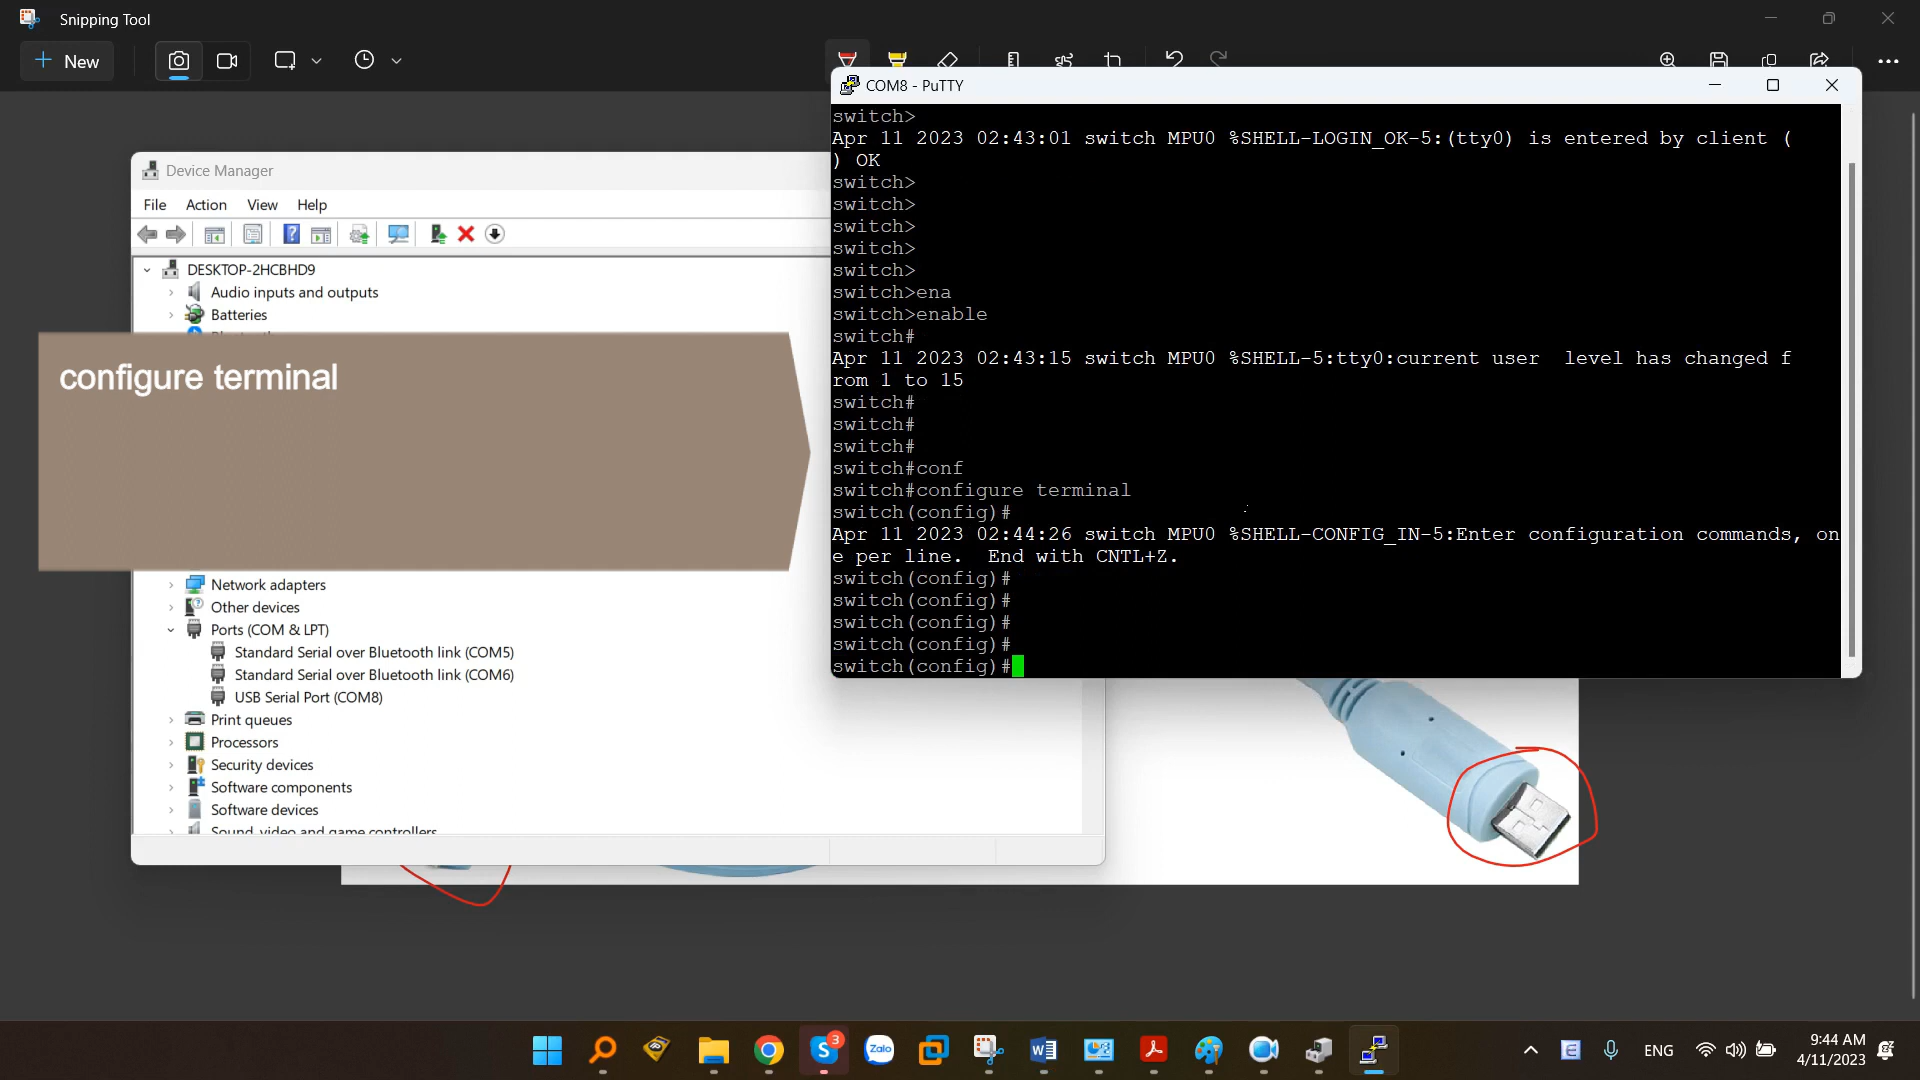 Snipping Tool
New
COM8 - PuTTY
switch>
Apr 11 2023 02:43:01 switch MPU0 %SHELL-LOGIN_OK-5:(tty0) is entered by client (
) OK
switch>
switch>
switch>
switch>
switch>
switch>ena
switch>enable
switch#
Apr 11 2023 02:43:15 switch MPU0 %SHELL-5:tty0:current user  level has changed f
rom 1 to 15
switch#
switch#
switch#
switch#conf
switch#configure terminal
switch(config)#
Apr 11 2023 02:44:26 switch MPU0 %SHELL-CONFIG_IN-5:Enter configuration commands, on
e per line.  End with CNTL+Z.
switch(config)#
switch(config)#
switch(config)#
switch(config)#
switch(config)#
Device Manager
File Action View Help
DESKTOP-2HCBHD9
Audio inputs and outputs
Batteries
configure terminal
Network adapters
Other devices
Ports (COM & LPT)
Standard Serial over Bluetooth link (COM5)
Standard Serial over Bluetooth link (COM6)
USB Serial Port (COM8)
Print queues
Processors
Security devices
Software components
Software devices
Sound, video and game controllers
3
Zalo
ENG
9:44 AM
4/11/2023